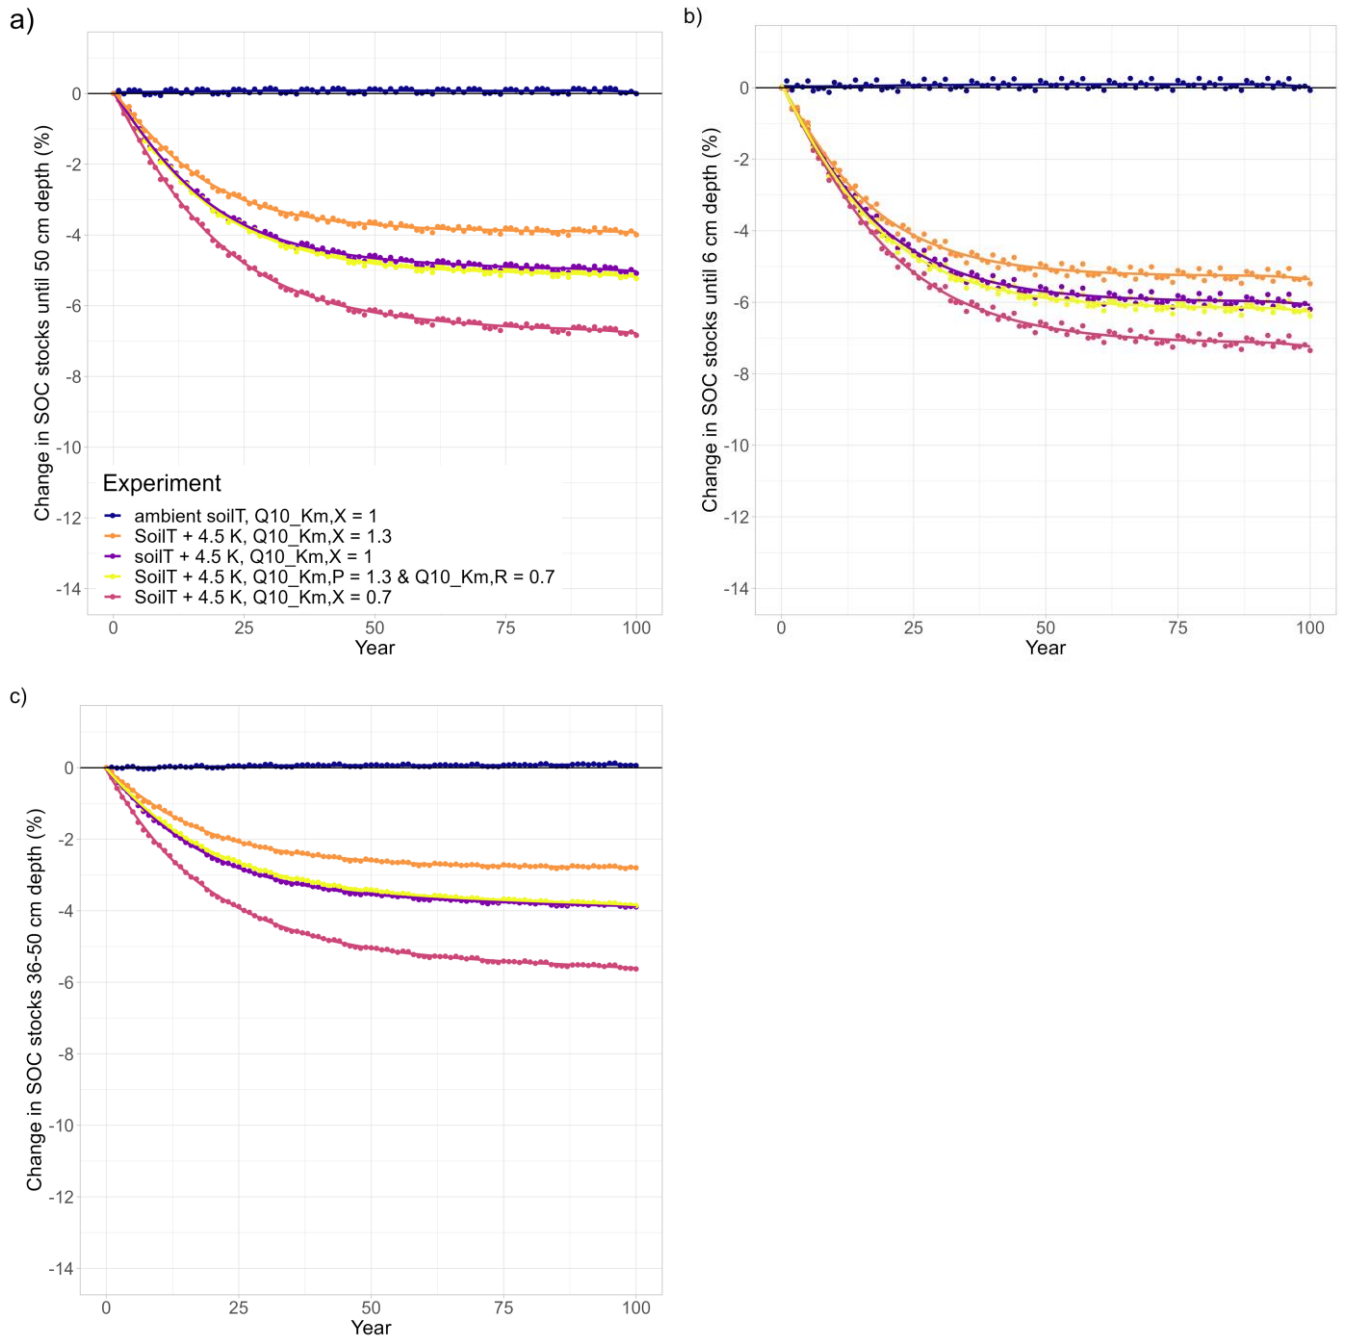 a)
Change in SOC stocks until 50 cm depth (%)
0
-2
-4
-6
-8
-10
-12
-14
Experiment
ambient soilT, Q10_Km,X = 1
SoilT + 4.5 K, Q10_Km,X = 1.3
soilT + 4.5 K, Q10_Km,X = 1
SoilT + 4.5 K, Q10_Km,P = 1.3 & Q10_Km,R = 0.7
SoilT + 4.5 K, Q10_Km,X = 0.7
0 25 50 75 100
Year
b)
Change in SOC stocks until 6 cm depth (%)
0
-2
-4
-6
-8
-10
-12
-14
0 25 50 75 100
Year
c)
Change in SOC stocks 36-50 cm depth (%)
0
-2
-4
-6
-8
-10
-12
-14
0 25 50 75 100
Year